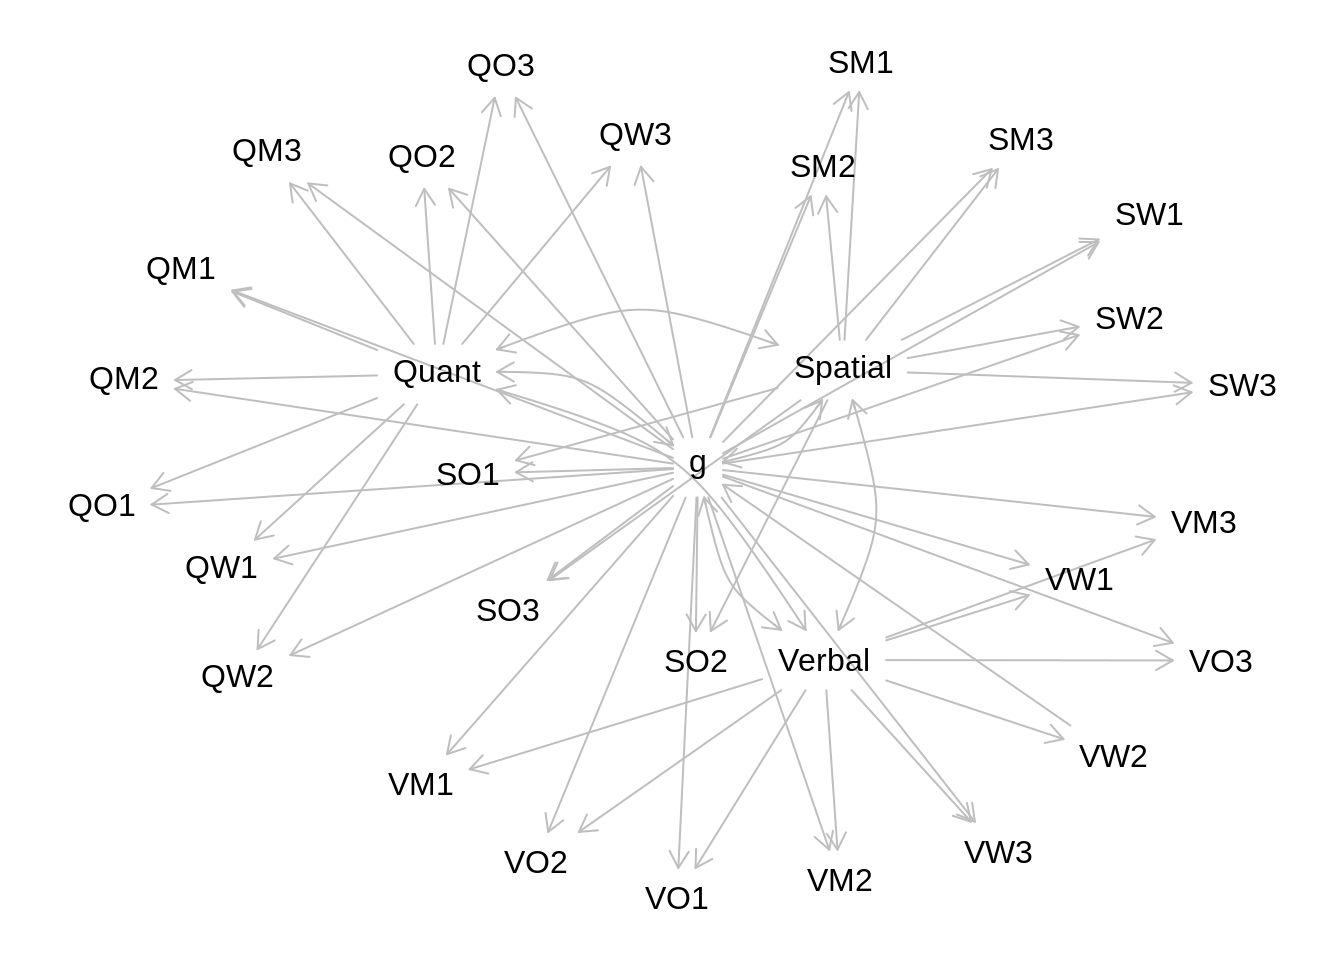 SM1
QO3
QW3
SM3
QM3
QO2
SM2
SW1
QM1
SW2
Quant
Spatial
QM2
SW3
g
SO1
QO1
VM3
QW1
VW1
SO3
QW2
SO2
Verbal
VO3
VW2
VM1
VO2
VW3
VM2
VO1